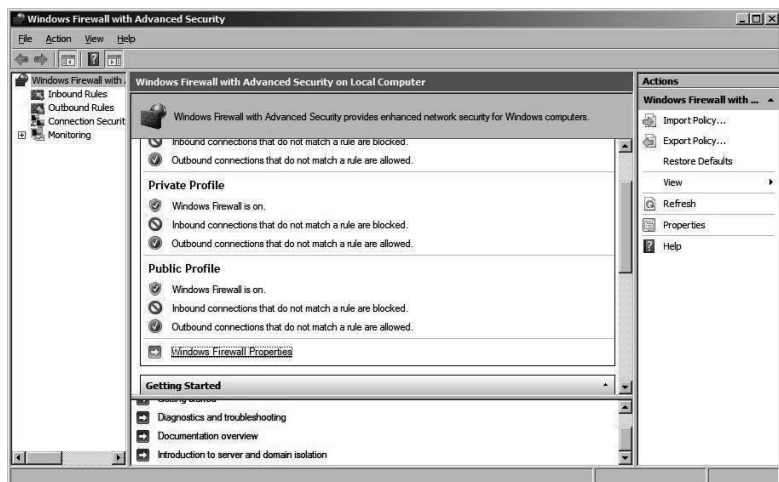 Windows Firewall with Advanced Security
File Action View Help
Windows Firewall with
Inbound Rules
Outbound Rules
Connection Securit
Monitoring
Windows Firewall with Advanced Security on Local Computer
Windows Firewall with Advanced Security provides enhanced network security for Windows computers.
Inbound connections that do not match a rule are blocked.
Outbound connections that do not match a rule are allowed.
Private Profile
Windows Firewall is on.
Inbound connections that do not match a rule are blocked.
Outbound connections that do not match a rule are allowed.
Public Profile
Windows Firewall is on.
Inbound connections that do not match a rule are blocked.
Outbound connections that do not match a rule are allowed.
Windows Firewall Properties
Getting Started
Getting started
Diagnostics and troubleshooting
Documentation overview
Introduction to server and domain isolation
Actions
Windows Firewall with ...
Import Policy...
Export Policy...
Restore Defaults
View
Refresh
Properties
Help